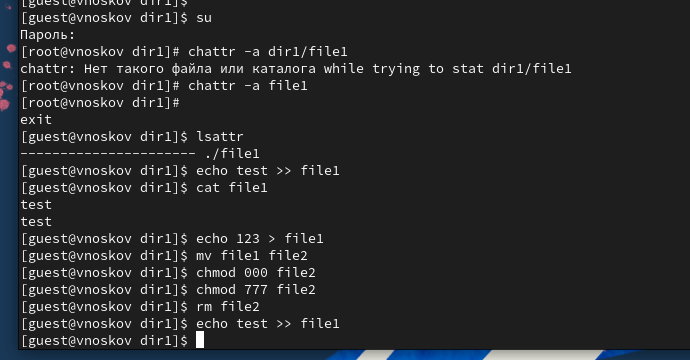 [guest@vnoskov dir1]$
[guest@vnoskov dir1]$ su
Пароль:
[root@vnoskov dir1]# chattr -a dir1/file1
chattr: Нет такого файла или каталога while trying to stat dir1/file1
[root@vnoskov dir1]# chattr -a file1
[root@vnoskov dir1]#
exit
[guest@vnoskov dir1]$ lsattr
---------------------- ./file1
[guest@vnoskov dir1]$ echo test >> file1
[guest@vnoskov dir1]$ cat file1
test
test
[guest@vnoskov dir1]$ echo 123 > file1
[guest@vnoskov dir1]$ mv file1 file2
[guest@vnoskov dir1]$ chmod 000 file2
[guest@vnoskov dir1]$ chmod 777 file2
[guest@vnoskov dir1]$ rm file2
[guest@vnoskov dir1]$ echo test >> file1
[guest@vnoskov dir1]$